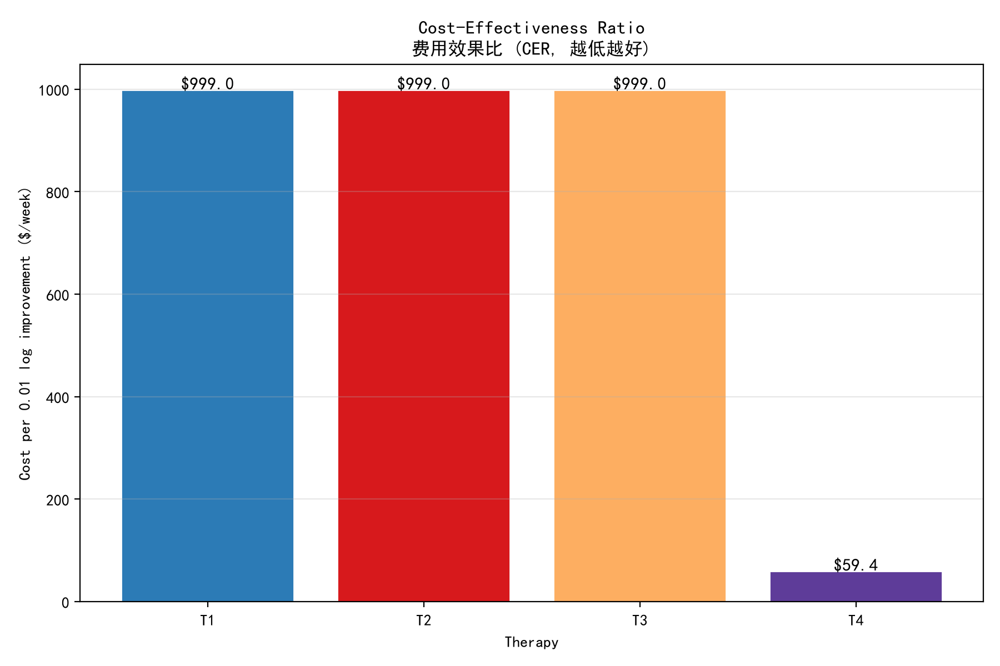 Cost-Effectiveness Ratio
费用效果比 (CER, 越低越好)
Cost per 0.01 log improvement ($/week)
1000
800
600
400
200
0
$999.0
$999.0
$999.0
$59.4
T1
T2
T3
T4
Therapy